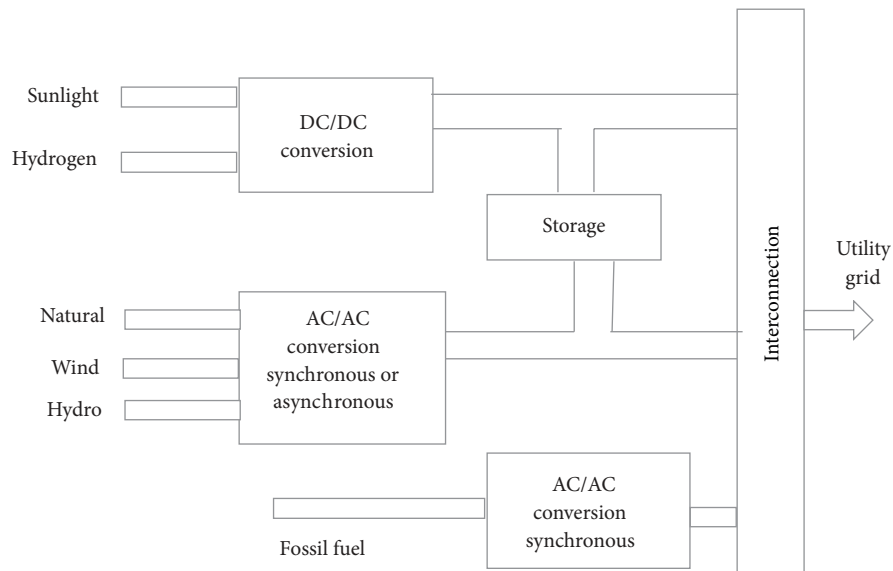 Sunlight
Hydrogen
DC/DC
conversion
Storage
Natural
Wind
Hydro
AC/AC
conversion
synchronous or
asynchronous
Fossil fuel
AC/AC
conversion
synchronous
Interconnection
Utility
grid